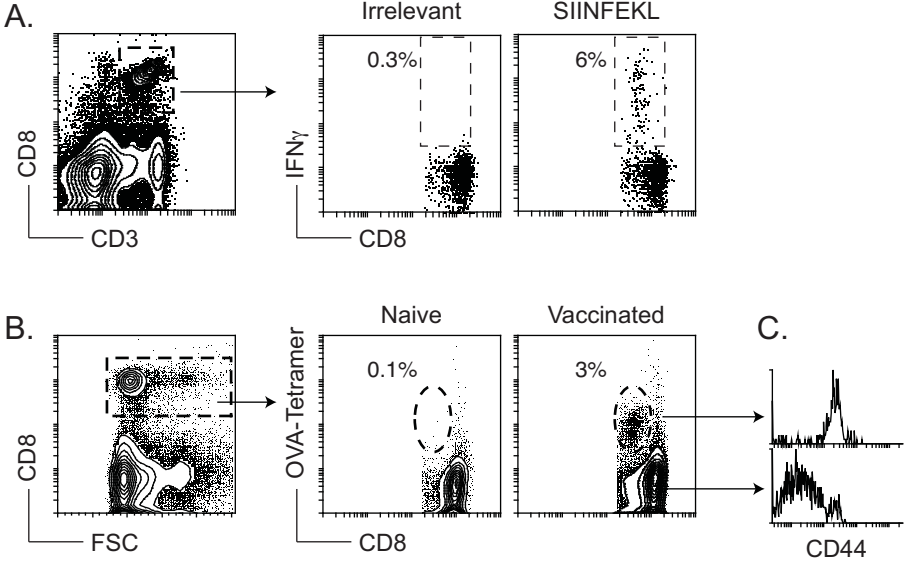 A.
Irrelevant
SIINFEKL
0.3%
6%
CD8
IFNγ
CD3
CD8
B.
Naive
Vaccinated
C.
0.1%
3%
CD8
OVA-Tetramer
FSC
CD8
CD44